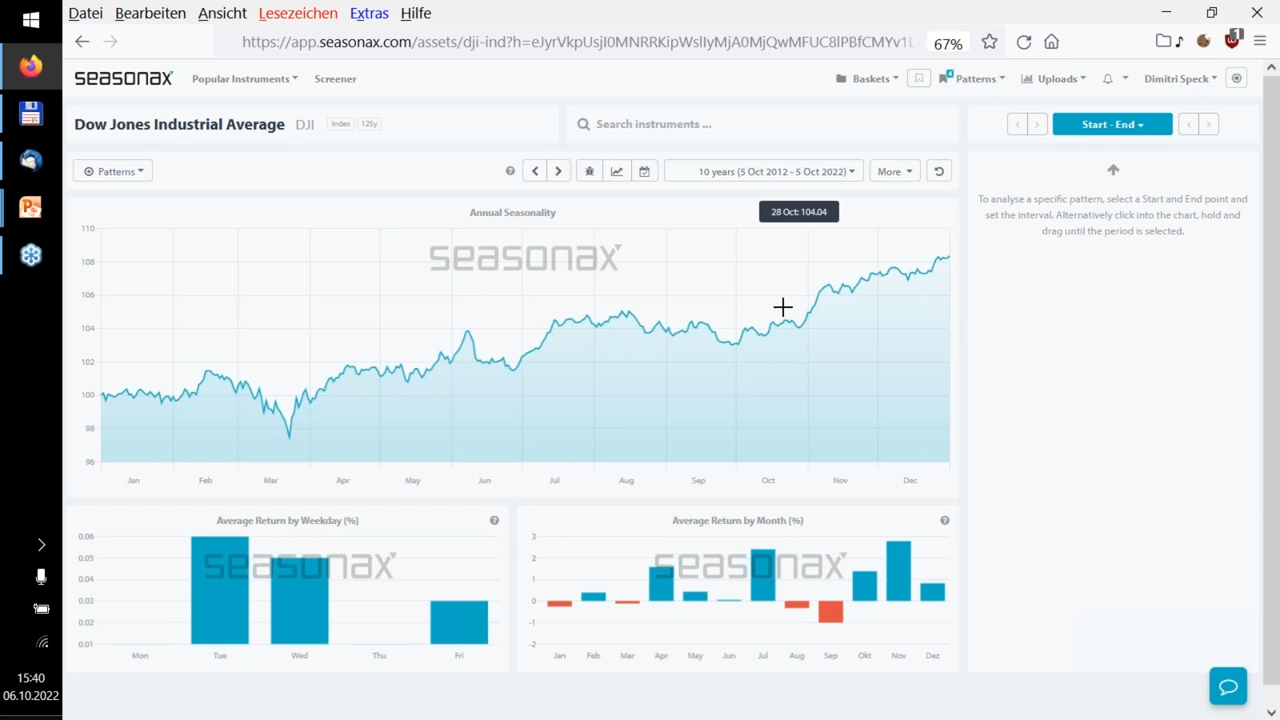 Datei Bearbeiten Ansicht Lesezeichen Extras Hilfe
67%
seasonax Popular Instruments Screener Baskets 4 Patterns Uploads Dimitri Speck
Dow Jones Industrial Average DJI Index 125y Search instruments ... Start - End
Patterns 10 years (5 Oct 2012 - 5 Oct 2022) More
To analyse a specific pattern, select a Start and End point and
set the interval. Alternatively click into the chart, hold and
drag until the period is selected.
Annual Seasonality
28 Oct: 104.04
seasonax
110
108
106
104
102
100
98
96
Jan Feb Mar Apr May Jun Jul Aug Sep Oct Nov Dec
Average Return by Weekday (%)
seasonax
0.06
0.05
0.04
0.03
0.02
0.01
Mon Tue Wed Thu Fri
Average Return by Month (%)
seasonax
3
2
1
0
-1
-2
Jan Feb Mar Apr May Jun Jul Aug Sep Okt Nov Dez
15:40
06.10.2022